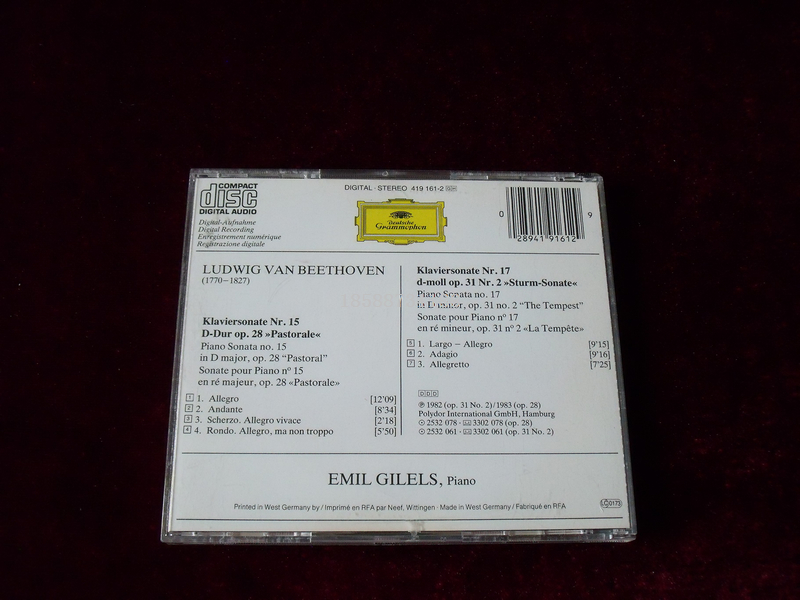 COMPACT
disc
DIGITAL AUDIO
DIGITAL · STEREO 419 161-2 GH
Digital-Aufnahme
Digital Recording
Enregistrement numérique
Registrazione digitale
Deutsche
Grammophon
0 28941 91612 9
LUDWIG VAN BEETHOVEN
(1770–1827)
Klaviersonate Nr. 15
D-Dur op. 28 »Pastorale«
Piano Sonata no. 15
in D major, op. 28 “Pastoral”
Sonate pour Piano nº 15
en ré majeur, op. 28 «Pastorale»
1 1. Allegro [12'09]
2 2. Andante [8'34]
3 3. Scherzo. Allegro vivace [2'18]
4 4. Rondo. Allegro, ma non troppo [5'50]
Klaviersonate Nr. 17
d-moll op. 31 Nr. 2 »Sturm-Sonate«
Piano Sonata no. 17
in D minor, op. 31 no. 2 “The Tempest”
Sonate pour Piano nº 17
en ré mineur, op. 31 nº 2 «La Tempête»
5 1. Largo – Allegro [9'15]
6 2. Adagio [9'16]
7 3. Allegretto [7'25]
DDD
℗ 1982 (op. 31 No. 2)/1983 (op. 28)
Polydor International GmbH, Hamburg
2532 078 · 3302 078 (op. 28)
2532 061 · 3302 061 (op. 31 No. 2)
EMIL GILELS, Piano
Printed in West Germany by / Imprimé en RFA par Neef, Wittingen · Made in West Germany / Fabriqué en RFA
LC 0173